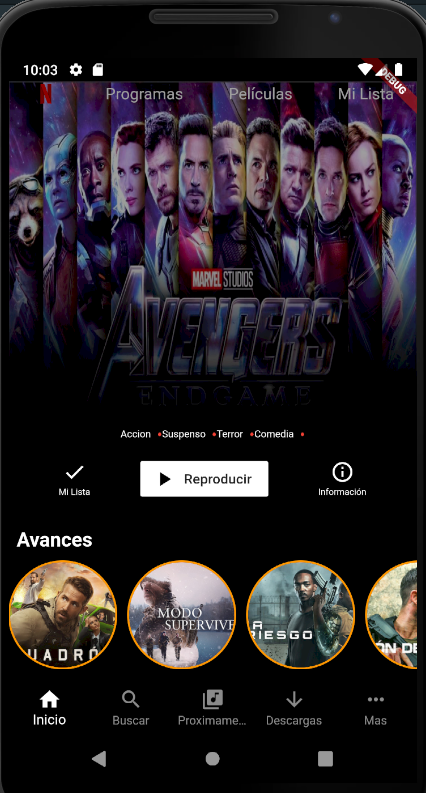 10:03
DEBUG
N Programas Películas Mi Lista
MARVEL STUDIOS
AVENGERS
ENDGAME
Accion •Suspenso •Terror •Comedia •
Mi Lista
Reproducir
Información
Avances
UADRÓ
MODO
SUPERVIVE
A
RIESGO
ÓN DE
Inicio
Buscar
Proximame...
Descargas
Mas